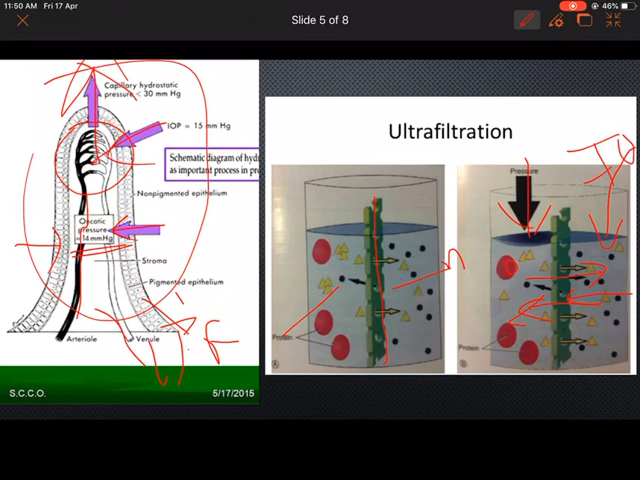 11:50 AM Fri 17 Apr
46%
Slide 5 of 8
Capillary hydrostatic
pressure < 30 mm Hg
IOP = 15 mm Hg
Schematic diagram of hyd
as important process in pr
Nonpigmented epithelium
Oncotic
pressure
= 14 mmHg
Stroma
Pigmented epithelium
Arteriole
Venule
S.C.C.O.
5/17/2015
Ultrafiltration
Pressure
Protein
Protein
A
B